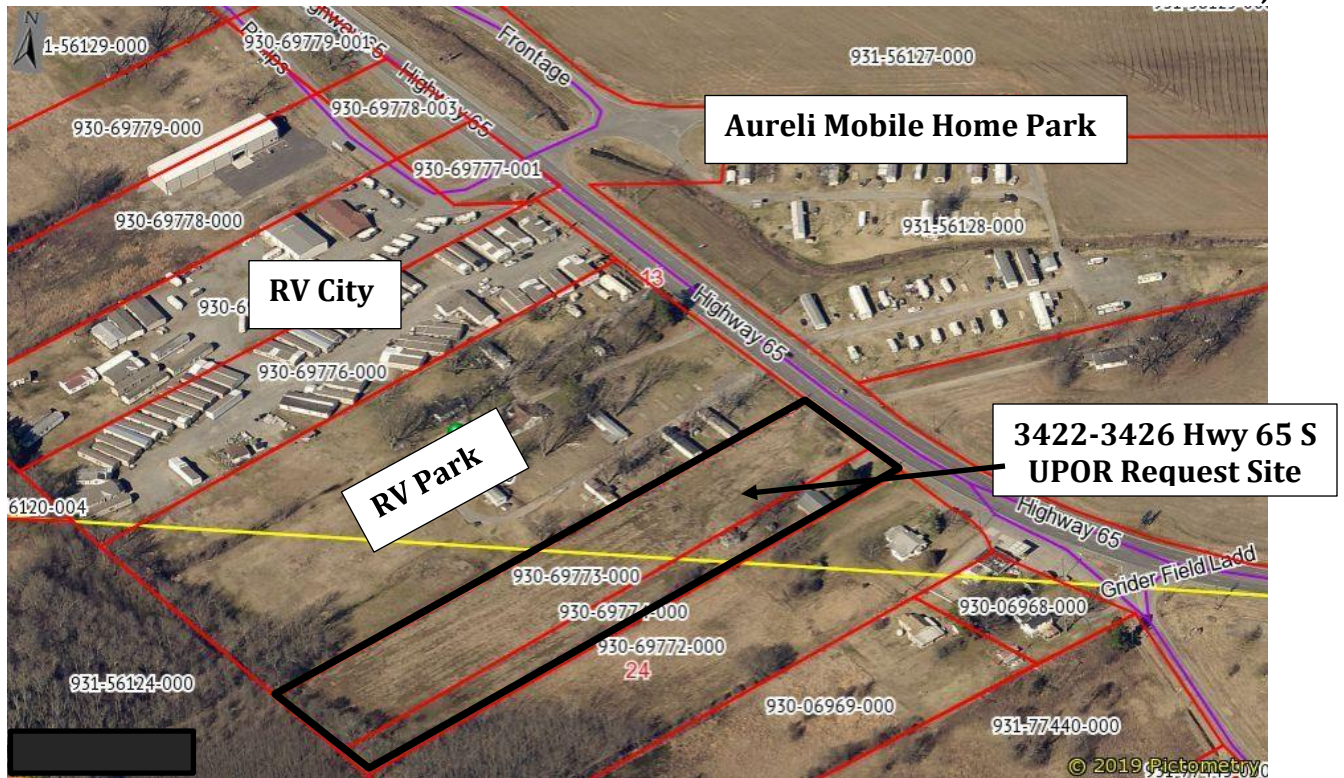 N
1-56129-000
930-69779-001
Highway 65
Frontage
931-56127-000
Phillips
Highway 65
930-69778-003
930-69779-000
Aureli Mobile Home Park
930-69777-001
930-69778-000
931-56128-000
RV City
13
Highway 65
930-69776-000
3422-3426 Hwy 65 S
UPOR Request Site
RV Park
6120-004
Highway 65
Grider Field Ladd
930-69773-000
930-69774-000
930-06968-000
930-69772-000
24
931-56124-000
930-06969-000
931-77440-000
© 2019 Pictometry